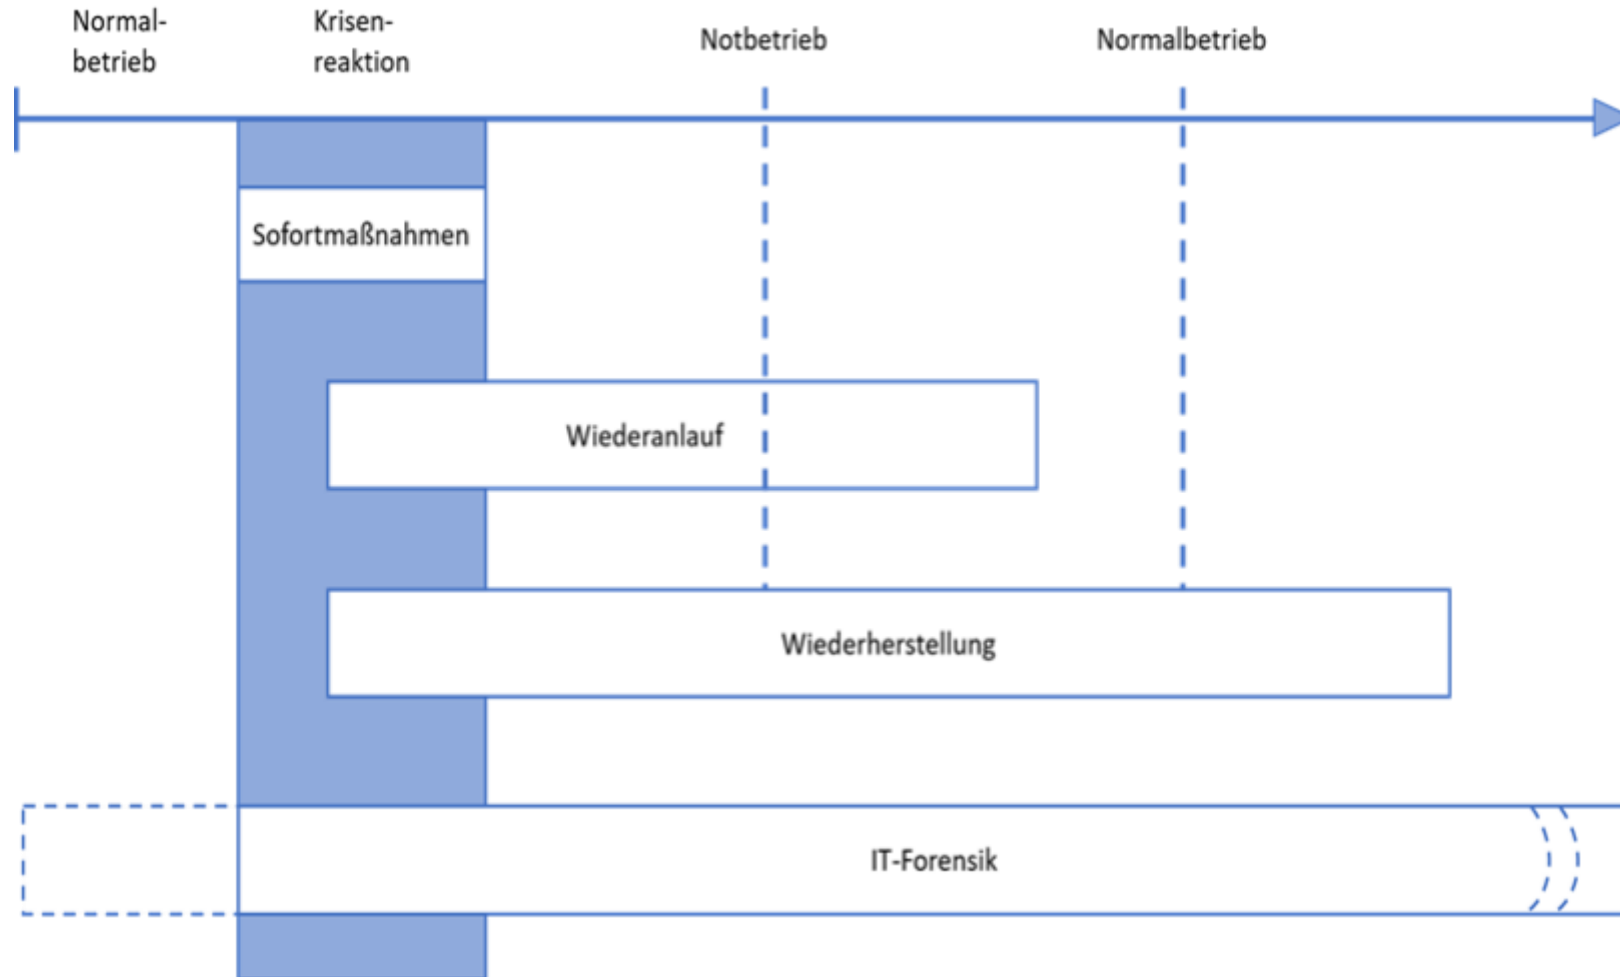 Normal-
betrieb
Krisen-
reaktion
Notbetrieb
Normalbetrieb
Sofortmaßnahmen
Wiederanlauf
Wiederherstellung
IT-Forensik